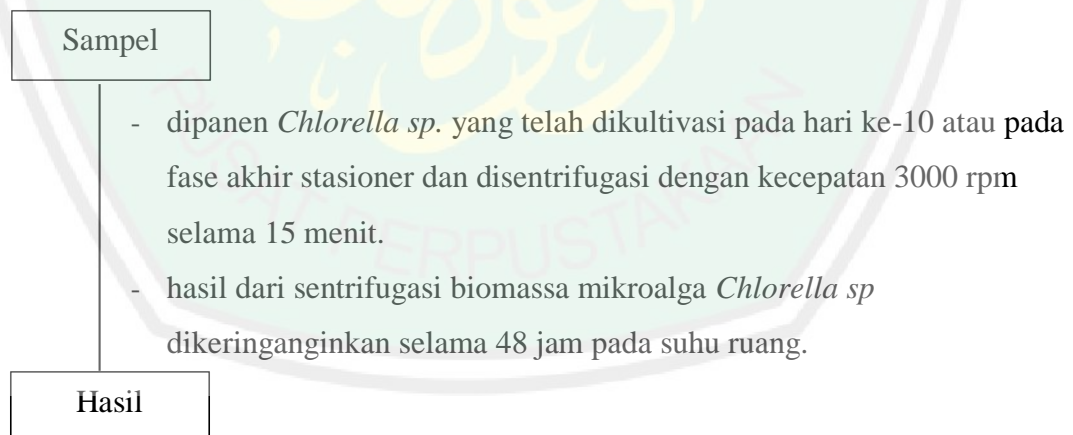 Sampel
- dipanen Chlorella sp. yang telah dikultivasi pada hari ke-10 atau pada
fase akhir stasioner dan disentrifugasi dengan kecepatan 3000 rpm
selama 15 menit.
- hasil dari sentrifugasi biomassa mikroalga Chlorella sp
dikeringanginkan selama 48 jam pada suhu ruang.
Hasil
PUSAT PERPUSTAKAAN